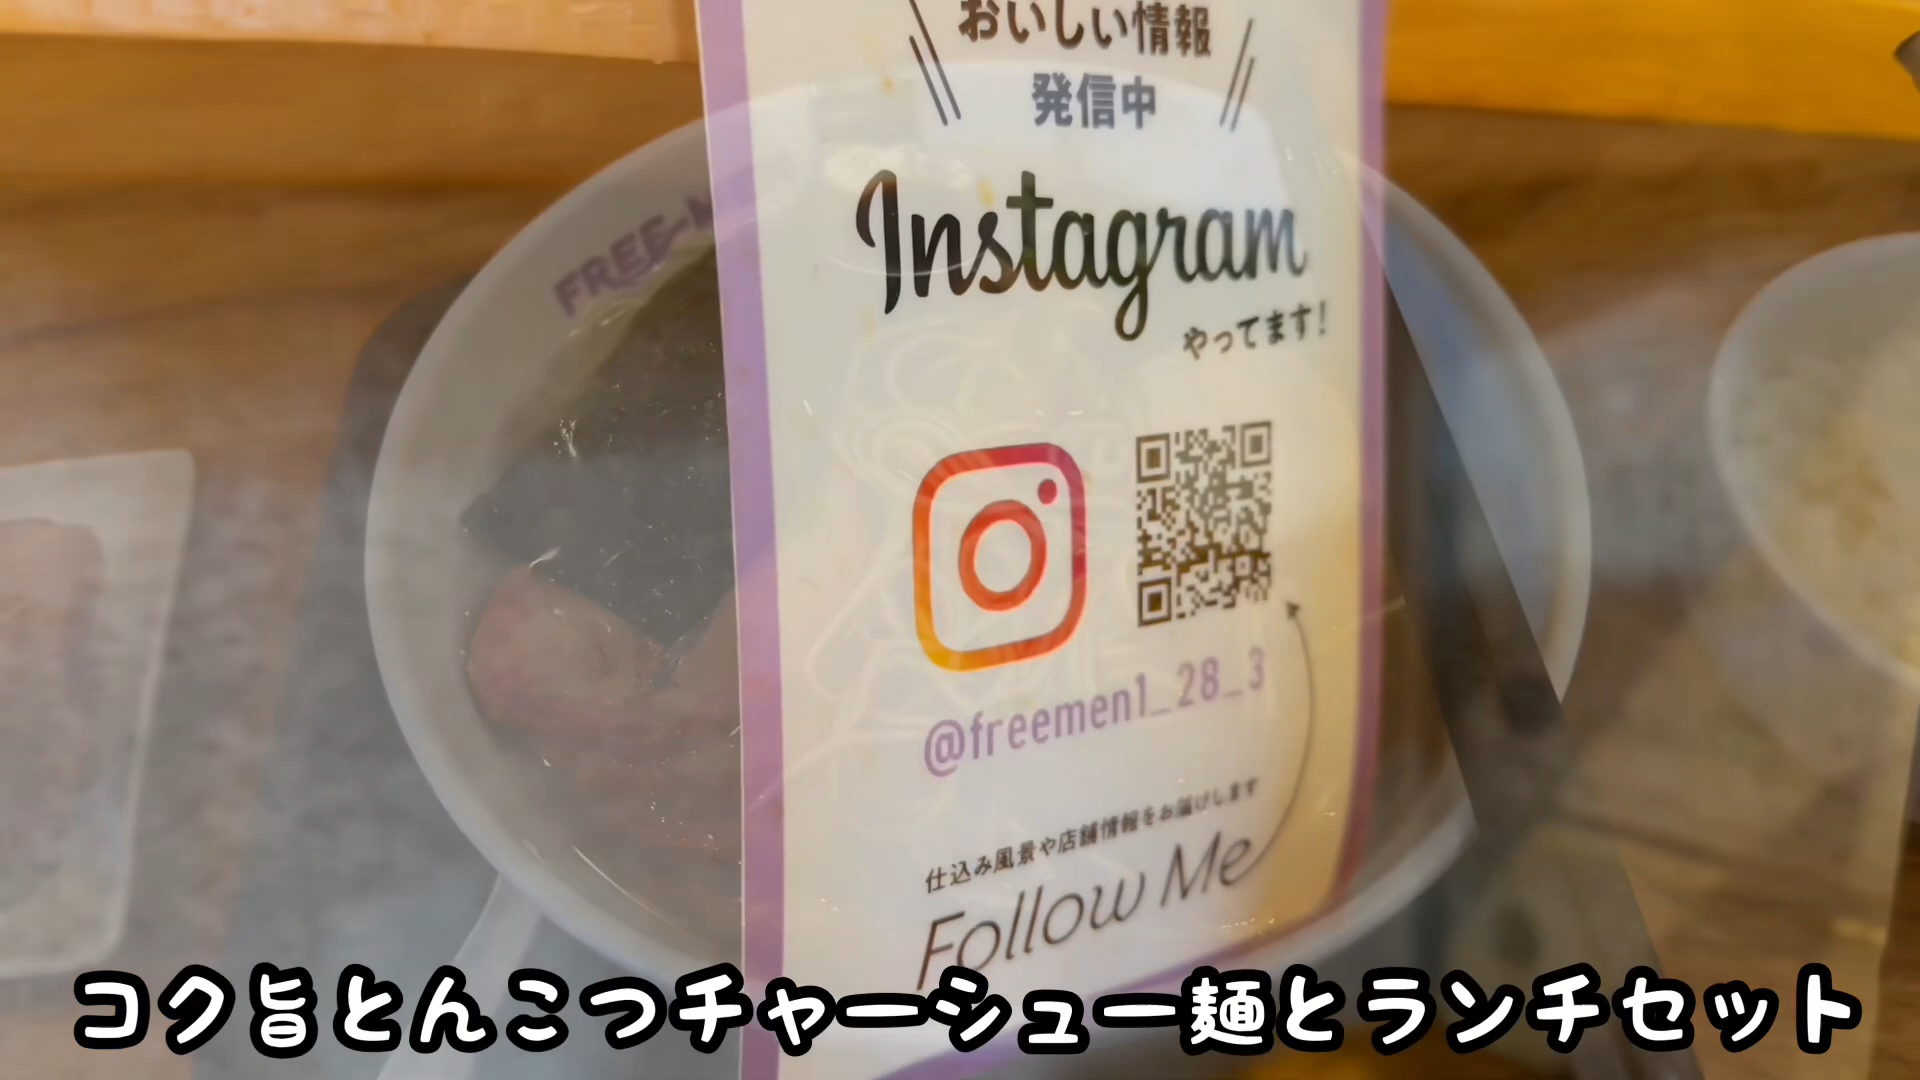 おいしい情報
発信中
Instagram
やってます!
FREE-
@freemen1_28_3
仕込み風景や店舗情報をお届けします
Follow Me
コク旨とんこつチャーシュー麺とランチセット